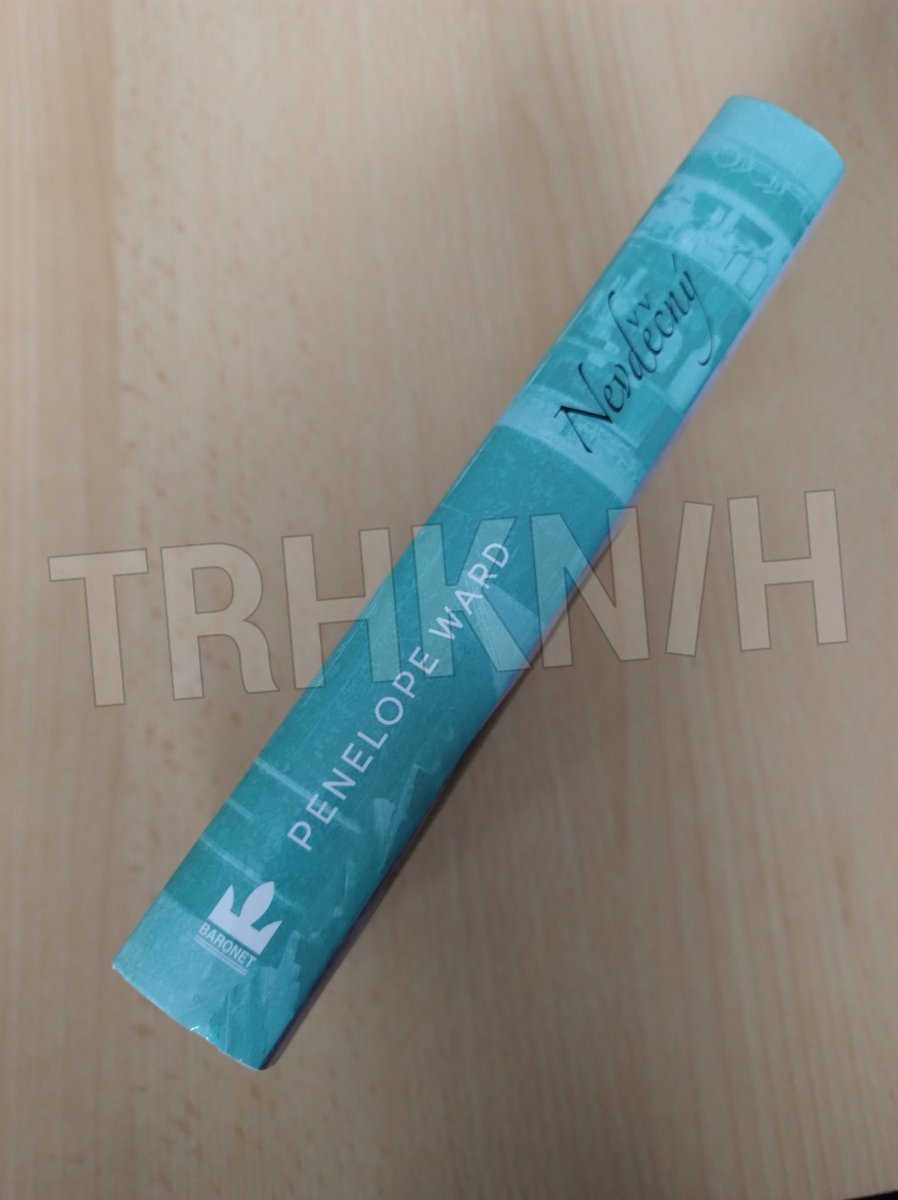 Nevděčný
PENELOPE WARD
BARONET
TRHKNIH